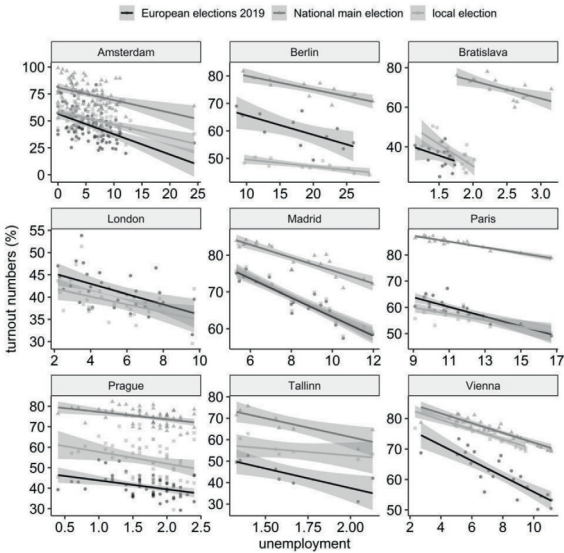 European elections 2019 National main election local election
Amsterdam Berlin Bratislava
100
75
50
25
0
0 5 10 15 20 25
80
70
60
50
10 15 20 25
80
60
40
1.5 2.0 2.5 3.0
London Madrid Paris
55
50
45
40
35
30
2 4 6 8 10
80
70
60
6 8 10 12
80
70
60
50
9 11 13 15 17
Prague Tallinn Vienna
80
70
60
50
40
30
0.5 1.0 1.5 2.0 2.5
80
70
60
50
40
30
1.50 1.75 2.00
80
70
60
50
2 4 6 8 10
turnout numbers (%)
unemployment